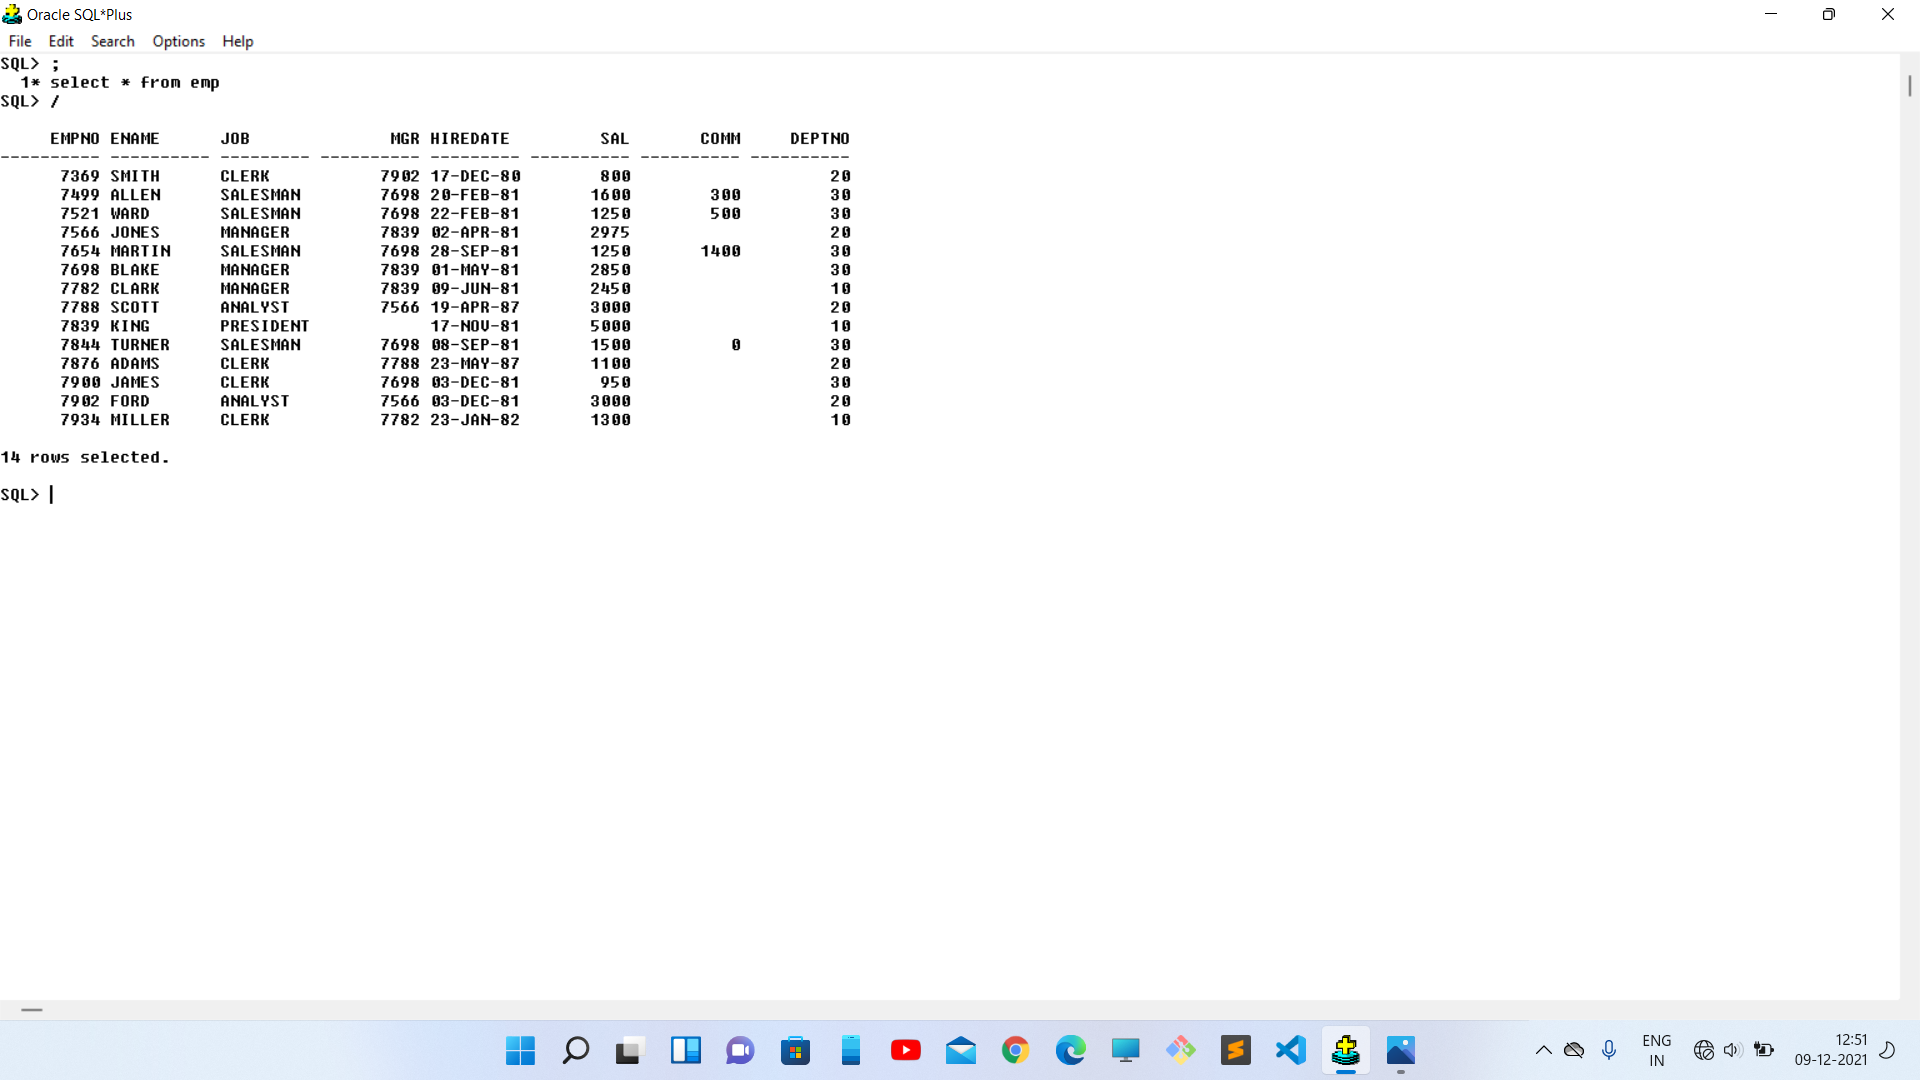 Oracle SQL*Plus
File Edit Search Options Help
SQL> ;
  1* select * from emp
SQL> /

     EMPNO ENAME      JOB              MGR HIREDATE         SAL       COMM     DEPTNO
---------- ---------- --------- ---------- --------- ---------- ---------- ----------
      7369 SMITH      CLERK           7902 17-DEC-80        800                    20
      7499 ALLEN      SALESMAN        7698 20-FEB-81       1600        300         30
      7521 WARD       SALESMAN        7698 22-FEB-81       1250        500         30
      7566 JONES      MANAGER         7839 02-APR-81       2975                    20
      7654 MARTIN     SALESMAN        7698 28-SEP-81       1250       1400         30
      7698 BLAKE      MANAGER         7839 01-MAY-81       2850                    30
      7782 CLARK      MANAGER         7839 09-JUN-81       2450                    10
      7788 SCOTT      ANALYST         7566 19-APR-87       3000                    20
      7839 KING       PRESIDENT            17-NOV-81       5000                    10
      7844 TURNER     SALESMAN        7698 08-SEP-81       1500          0         30
      7876 ADAMS      CLERK           7788 23-MAY-87       1100                    20
      7900 JAMES      CLERK           7698 03-DEC-81        950                    30
      7902 FORD       ANALYST         7566 03-DEC-81       3000                    20
      7934 MILLER     CLERK           7782 23-JAN-82       1300                    10

14 rows selected.

SQL>
ENG
IN
12:51
09-12-2021